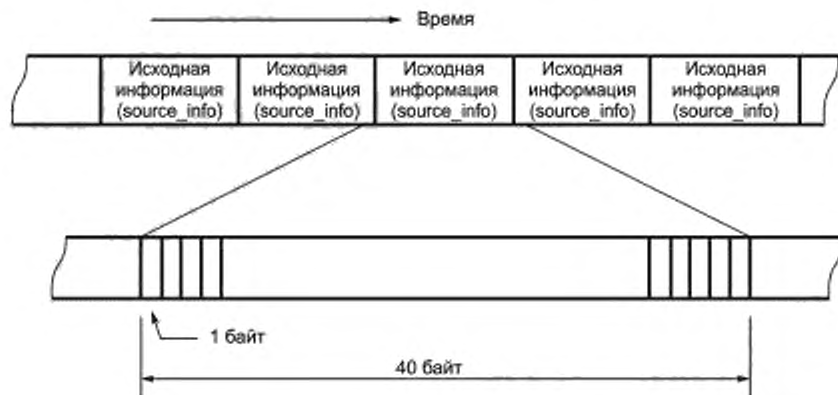 Время
Исходная информация (source_info)
Исходная информация (source_info)
Исходная информация (source_info)
Исходная информация (source_info)
Исходная информация (source_info)
1 байт
40 байт